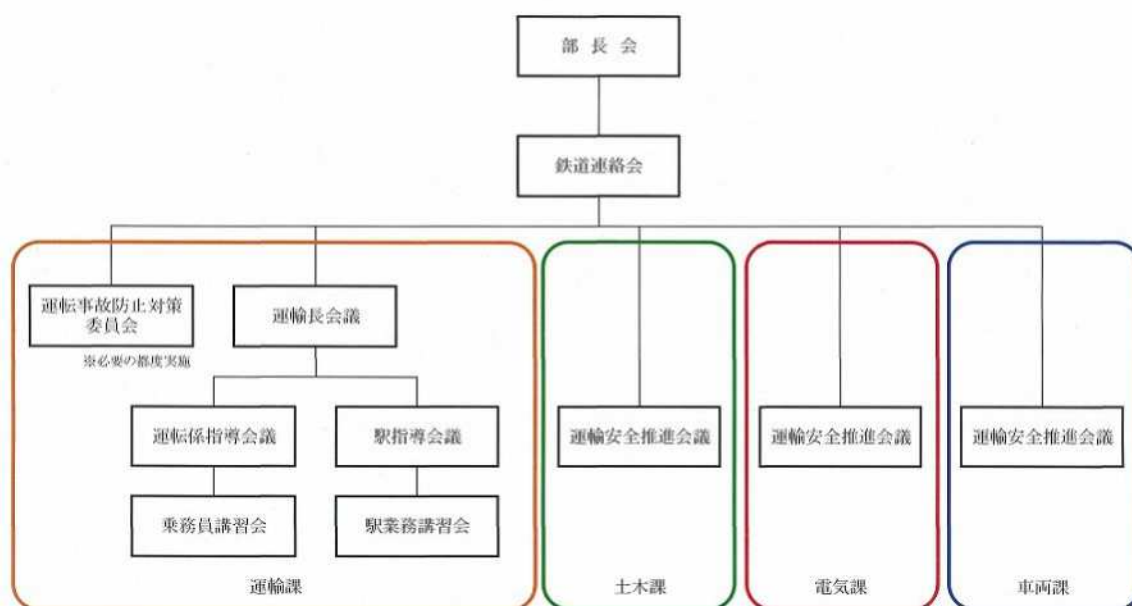 部長会
鉄道連絡会
運転事故防止対策
委員会
※必要の都度実施
運輸長会議
運転係指導会議
駅指導会議
乗務員講習会
駅業務講習会
運輸課
運輸安全推進会議
土木課
運輸安全推進会議
電気課
運輸安全推進会議
車両課